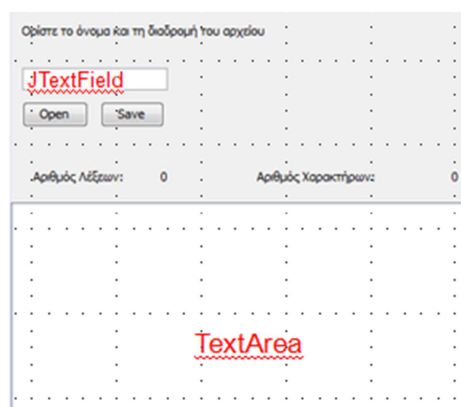 Ορίστε το όνομα και τη διαδρομή του αρχείου
JTextField
Open Save
Αριθμός Λέξεων: 0 Αριθμός Χαρακτήρων: 0
TextArea